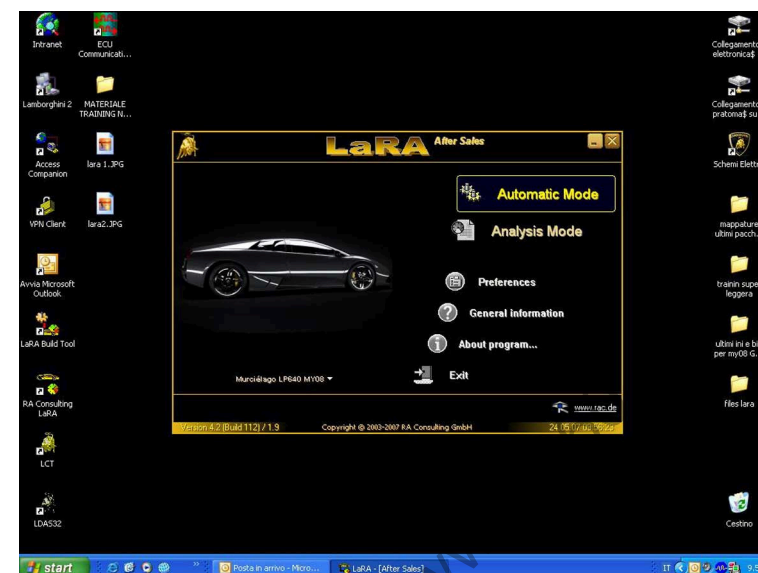 Intranet
ECU
Communicati...
Collegamento
elettronica$
Lamborghini 2
MATERIALE
TRAINING N...
Collegamento
pratoma$ su
Access
Companion
lara 1.JPG
Schemi Elettr
VPN Client
lara2.JPG
mappature
ultimi pacch.
Avvia Microsoft
Outlook
trainin supe
leggera
LaRA Build Tool
ultimi ini e bi
per my08 G.
RA Consulting
LaRA
files lara
LCT
LDAS32
Cestino
LaRA After Sales
Automatic Mode
Analysis Mode
Preferences
General information
About program...
Exit
Murciélago LP640 MY08
www.rac.de
Version 4.2 (Build 112) / 1.9
Copyright © 2003-2007 RA Consulting GmbH
start
Posta in arrivo - Micro...
LaRA - [After Sales]
IT